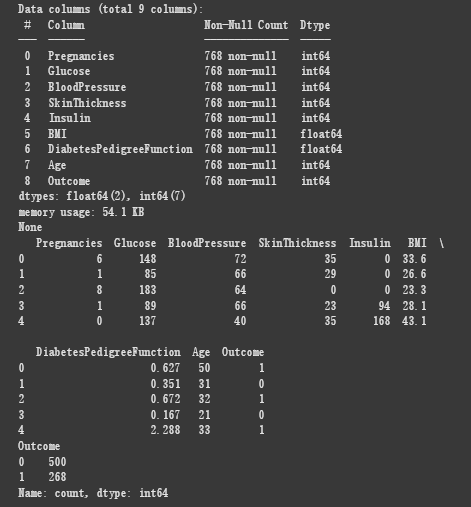 Data columns (total 9 columns):
 #   Column                    Non-Null Count  Dtype
---  ------                    --------------  -----
 0   Pregnancies               768 non-null    int64
 1   Glucose                   768 non-null    int64
 2   BloodPressure             768 non-null    int64
 3   SkinThickness             768 non-null    int64
 4   Insulin                   768 non-null    int64
 5   BMI                       768 non-null    float64
 6   DiabetesPedigreeFunction  768 non-null    float64
 7   Age                       768 non-null    int64
 8   Outcome                   768 non-null    int64
dtypes: float64(2), int64(7)
memory usage: 54.1 KB
None
   Pregnancies  Glucose  BloodPressure  SkinThickness  Insulin   BMI  \
0            6      148             72             35        0  33.6
1            1       85             66             29        0  26.6
2            8      183             64              0        0  23.3
3            1       89             66             23       94  28.1
4            0      137             40             35      168  43.1

   DiabetesPedigreeFunction  Age  Outcome
0                     0.627   50        1
1                     0.351   31        0
2                     0.672   32        1
3                     0.167   21        0
4                     2.288   33        1
Outcome
0    500
1    268
Name: count, dtype: int64